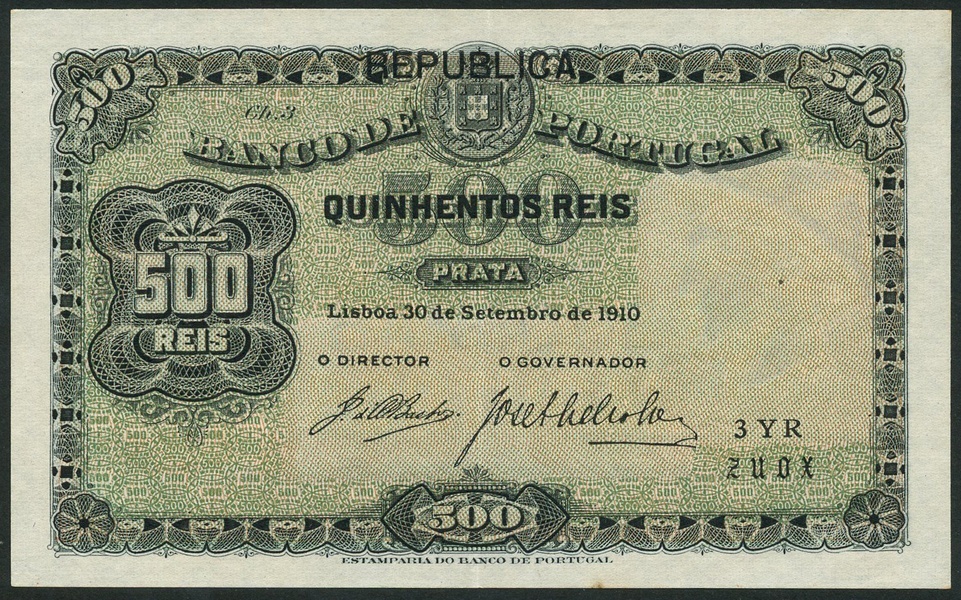 REPUBLICA
500
500
Ch. 3
BANCO DE PORTUGAL
500
QUINHENTOS REIS
PRATA
500
REIS
Lisboa 30 de Setembro de 1910
O DIRECTOR O GOVERNADOR
3 Y R
Z U O X
500
ESTAMPARIA DO BANCO DE PORTUGAL